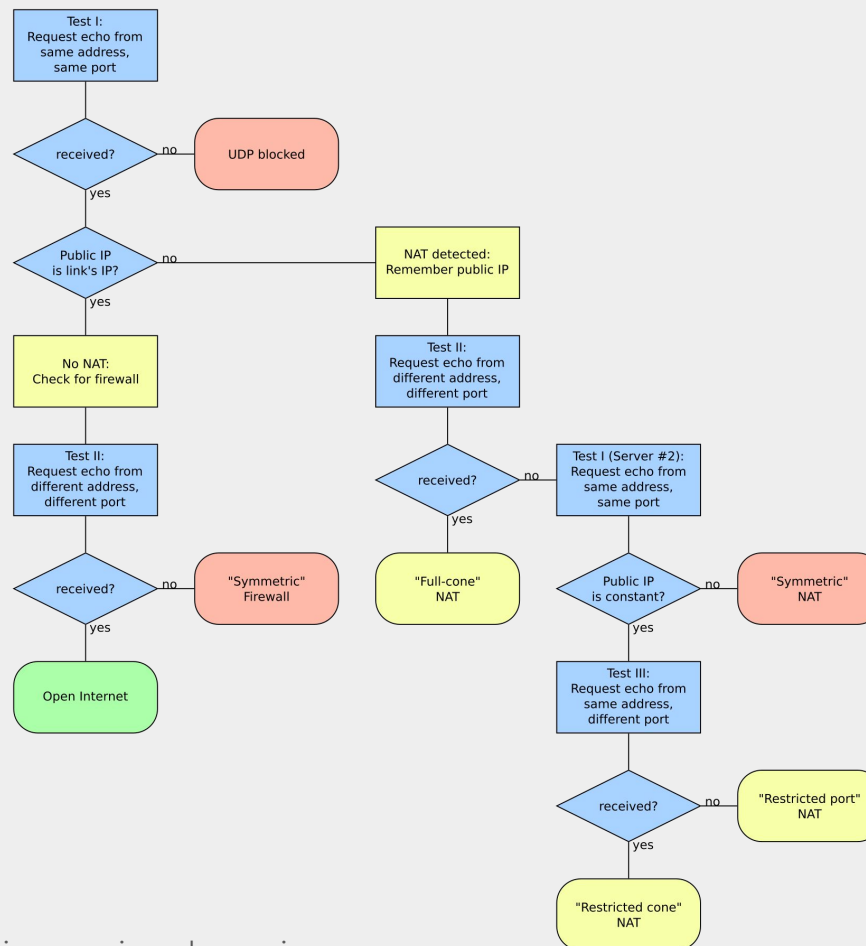 Test I:
Request echo from
same address,
same port
received?
no
UDP blocked
yes
Public IP
is link's IP?
no
NAT detected:
Remember public IP
yes
No NAT:
Check for firewall
Test II:
Request echo from
different address,
different port
Test II:
Request echo from
different address,
different port
received?
no
Test I (Server #2):
Request echo from
same address,
same port
yes
received?
no
"Symmetric"
Firewall
"Full-cone"
NAT
Public IP
is constant?
no
"Symmetric"
NAT
yes
yes
Open Internet
Test III:
Request echo from
same address,
different port
received?
no
"Restricted port"
NAT
yes
"Restricted cone"
NAT